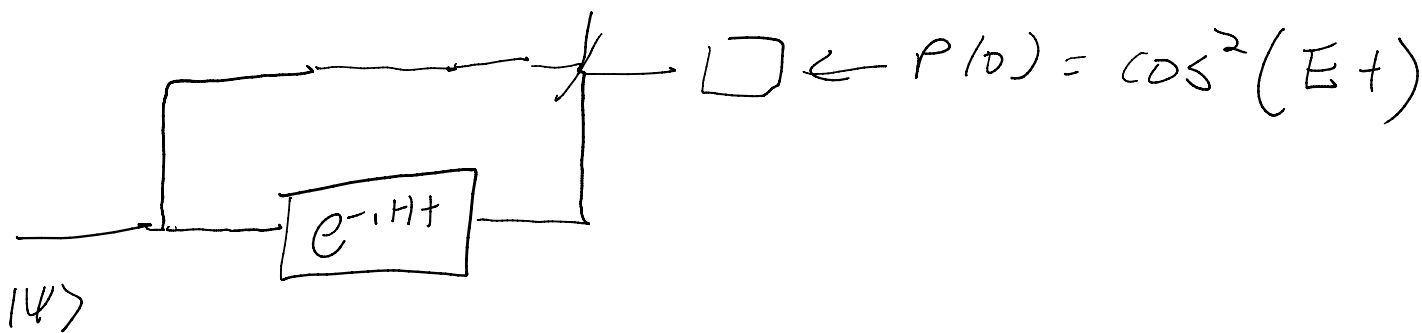 ← P(0) = cos²(Et)
e^{-iHt}
|ψ⟩